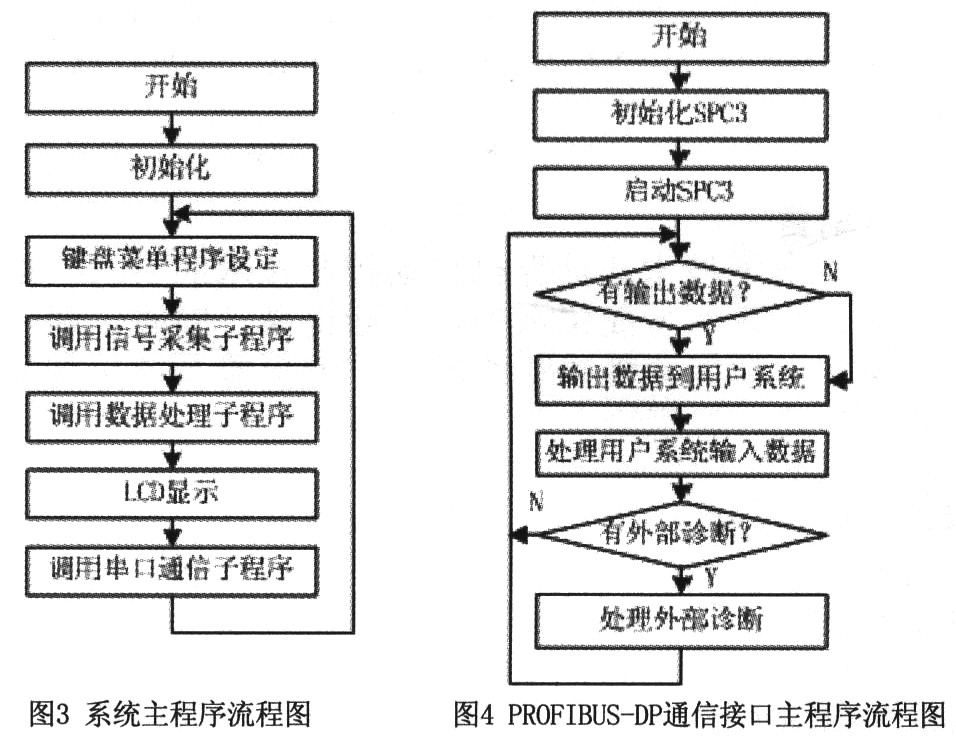 开始
初始化
键盘菜单程序设定
调用信号采集子程序
调用数据处理子程序
LCD显示
调用串口通信子程序
图3 系统主程序流程图
开始
初始化SPC3
启动SPC3
有输出数据?
N
Y
输出数据到用户系统
处理用户系统输入数据
有外部诊断?
N
Y
处理外部诊断
图4 PROFIBUS-DP通信接口主程序流程图